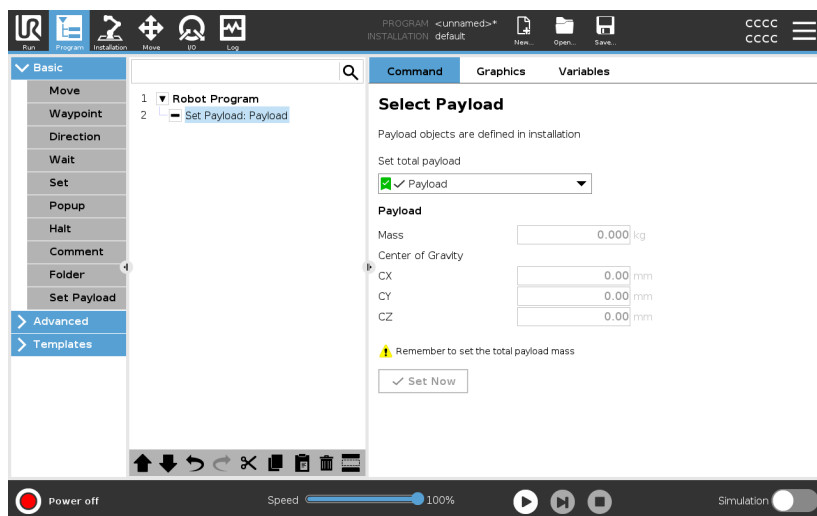 PROGRAM <unnamed>*
INSTALLATION default
UR
Run
Program
Installation
Move
I/O
Log
New...
Open...
Save...
CCCC
CCCC
Basic
Move
Waypoint
Direction
Wait
Set
Popup
Halt
Comment
Folder
Set Payload
Advanced
Templates
1 Robot Program
2 Set Payload: Payload
Command Graphics Variables
Select Payload
Payload objects are defined in installation
Set total payload
Payload
Payload
Mass 0.000 kg
Center of Gravity
CX 0.00 mm
CY 0.00 mm
CZ 0.00 mm
Remember to set the total payload mass
Set Now
Power off
Speed 100%
Simulation